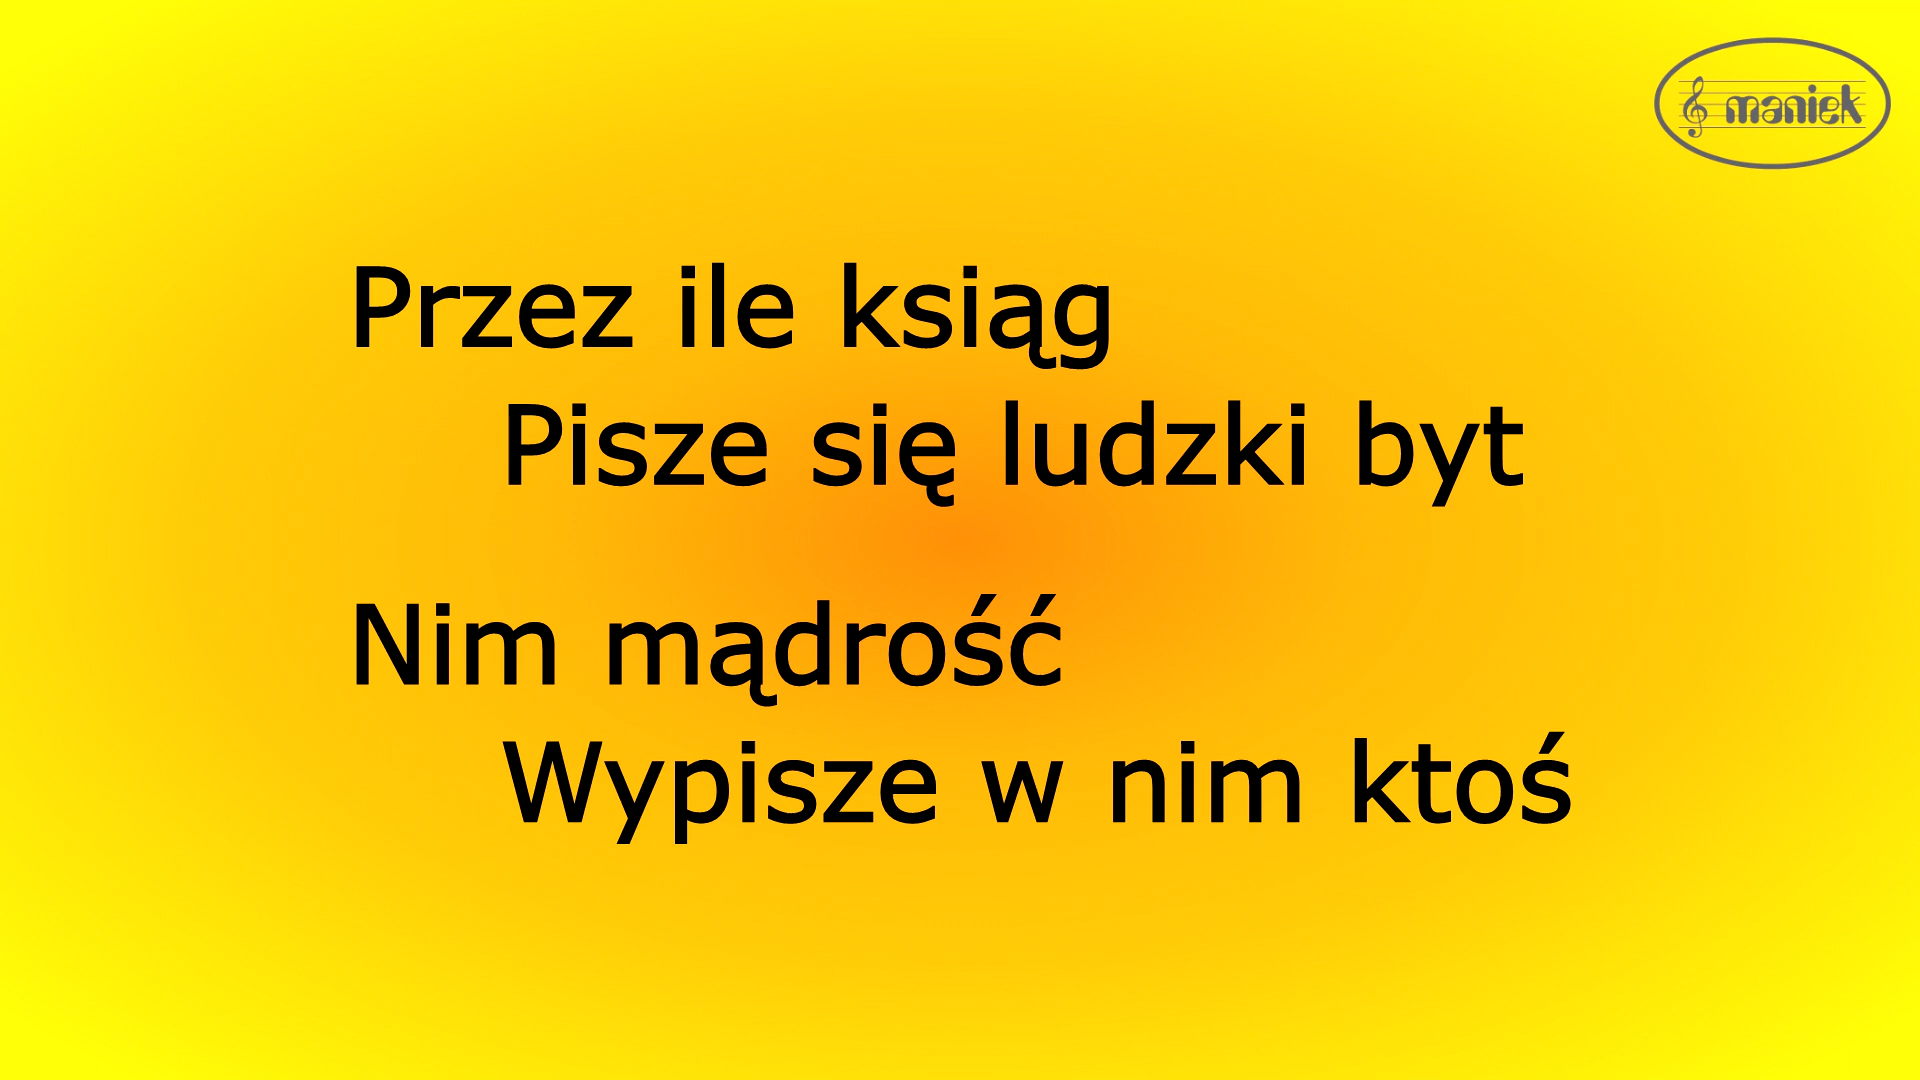 maniek
Przez ile ksiąg
Pisze się ludzki byt
Nim mądrość
Wypisze w nim ktoś